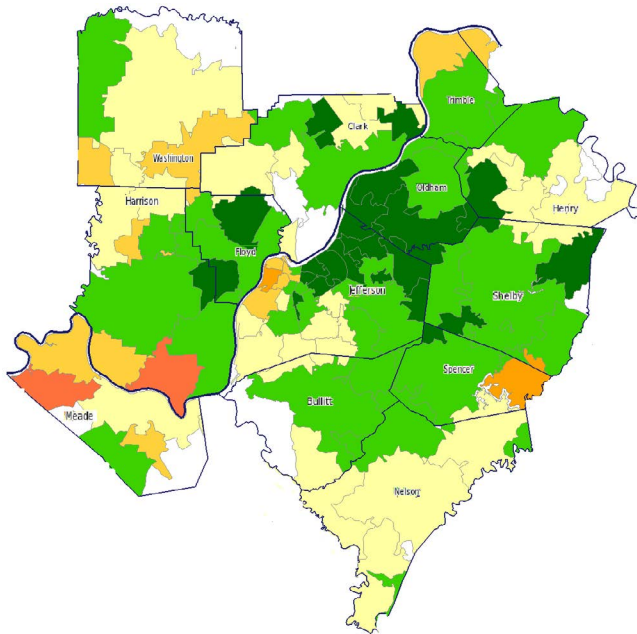 Trimble
Clark
Washington
Oldham
Harrison
Henry
Floyd
Jefferson
Shelby
Spencer
Bullitt
Meade
Nelson